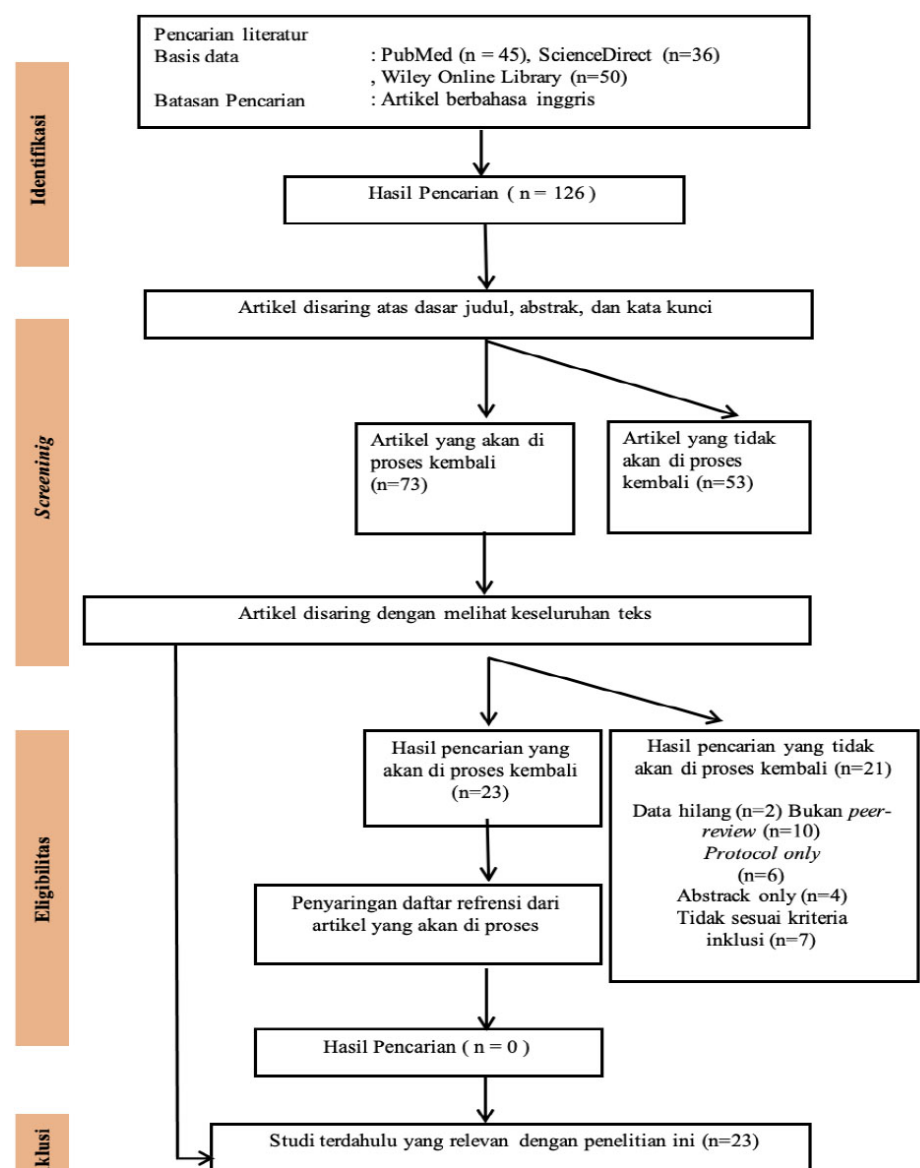 Pencarian literatur
Basis data : PubMed (n = 45), ScienceDirect (n=36)
, Wiley Online Library (n=50)
Batasan Pencarian : Artikel berbahasa inggris
Identifikasi
Hasil Pencarian ( n = 126 )
Artikel disaring atas dasar judul, abstrak, dan kata kunci
Screeninig
Artikel yang akan di
proses kembali
(n=73)
Artikel yang tidak
akan di proses
kembali (n=53)
Artikel disaring dengan melihat keseluruhan teks
Eligibilitas
Hasil pencarian yang
akan di proses kembali
(n=23)
Hasil pencarian yang tidak
akan di proses kembali (n=21)
Data hilang (n=2) Bukan peer-
review (n=10)
Protocol only
(n=6)
Abstrack only (n=4)
Tidak sesuai kriteria
inklusi (n=7)
Penyaringan daftar refrensi dari
artikel yang akan di proses
Hasil Pencarian ( n = 0 )
klusi
Studi terdahulu yang relevan dengan penelitian ini (n=23)